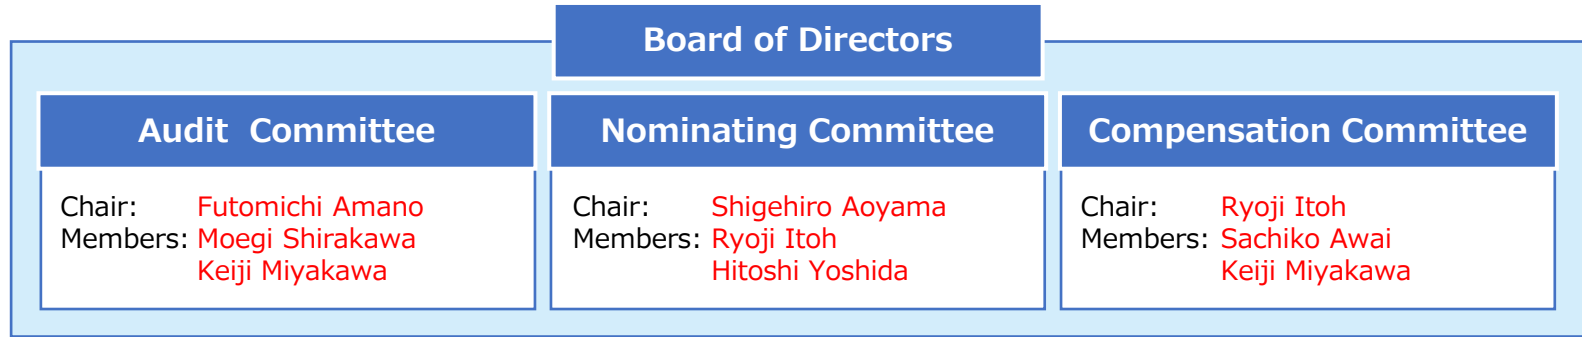 Board of Directors
Audit Committee
Chair: Futomichi Amano
Members: Moegi Shirakawa
Keiji Miyakawa
Nominating Committee
Chair: Shigehiro Aoyama
Members: Ryoji Itoh
Hitoshi Yoshida
Compensation Committee
Chair: Ryoji Itoh
Members: Sachiko Awai
Keiji Miyakawa